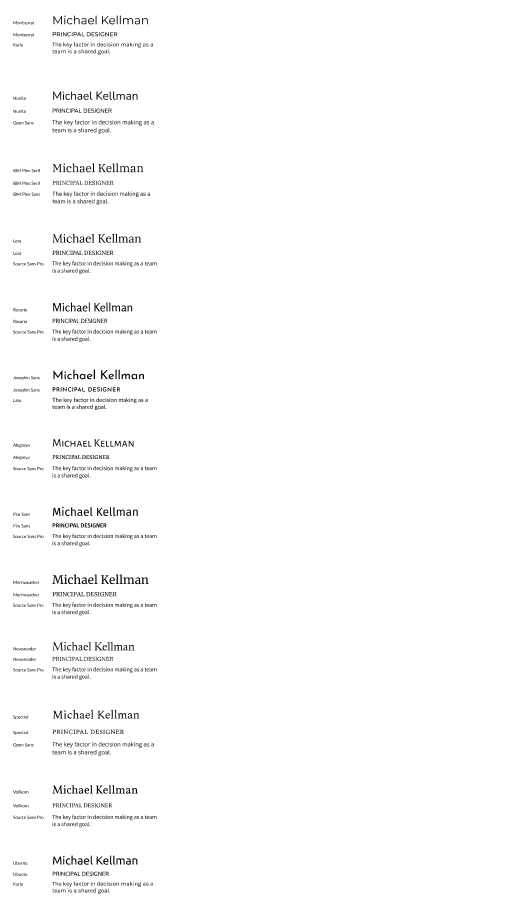 Montserrat Michael Kellman
Montserrat PRINCIPAL DESIGNER
Karla The key factor in decision making as a
team is a shared goal.
Nunito Michael Kellman
Nunito PRINCIPAL DESIGNER
Open Sans The key factor in decision making as a
team is a shared goal.
IBM Plex Serif Michael Kellman
IBM Plex Serif PRINCIPAL DESIGNER
IBM Plex Sans The key factor in decision making as a
team is a shared goal.
Lora Michael Kellman
Lora PRINCIPAL DESIGNER
Source Sans Pro The key factor in decision making as a team
is a shared goal.
Rosario Michael Kellman
Rosario PRINCIPAL DESIGNER
Source Sans Pro The key factor in decision making as a team
is a shared goal.
Josephin Sans Michael Kellman
Josephin Sans PRINCIPAL DESIGNER
Lato The key factor in decision making as a
team is a shared goal.
Alegreya MICHAEL KELLMAN
Alegreya PRINCIPAL DESIGNER
Source Sans Pro The key factor in decision making as a team
is a shared goal.
Fira Sans Michael Kellman
Fira Sans PRINCIPAL DESIGNER
Source Sans Pro The key factor in decision making as a team
is a shared goal.
Merriweather Michael Kellman
Merriweather PRINCIPAL DESIGNER
Source Sans Pro The key factor in decision making as a team
is a shared goal.
Newsreader Michael Kellman
Newsreader PRINCIPAL DESIGNER
Source Sans Pro The key factor in decision making as a team
is a shared goal.
Spectral Michael Kellman
Spectral PRINCIPAL DESIGNER
Open Sans The key factor in decision making as a
team is a shared goal.
Vollkorn Michael Kellman
Vollkorn PRINCIPAL DESIGNER
Source Sans Pro The key factor in decision making as a team
is a shared goal.
Ubuntu Michael Kellman
Ubuntu PRINCIPAL DESIGNER
Karla The key factor in decision making as a
team is a shared goal.